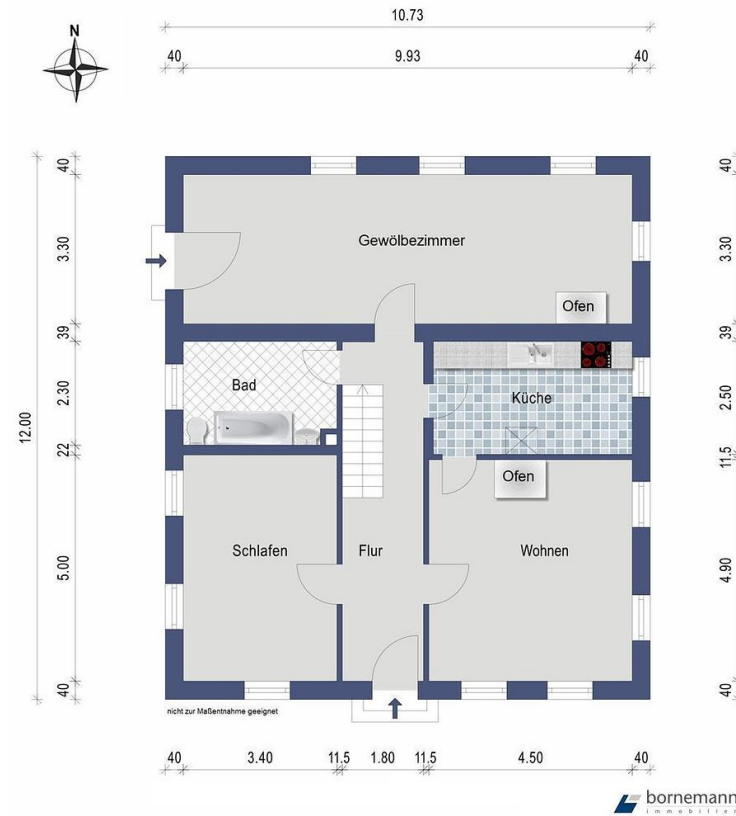 N
10.73
40 9.93 40
40
3.30
39
2.30
22
5.00
40
12.00
40
3.30
39
2.50
11.5
4.90
40
Gewölbezimmer
Ofen
Bad
Küche
Ofen
Schlafen
Flur
Wohnen
nicht zur Maßentnahme geeignet
40 3.40 11.5 1.80 11.5 4.50 40
bornemann
immobilien